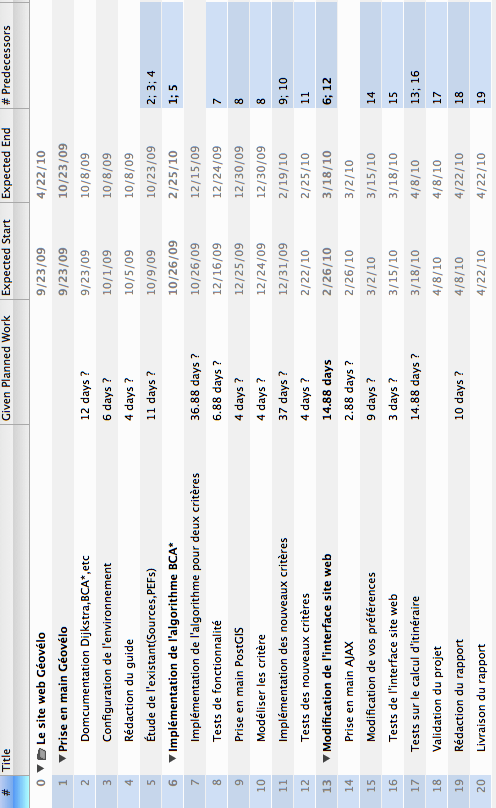 # Title Given Planned Work Expected Start Expected End # Predecessors
0 Le site web Géovélo 9/23/09 4/22/10
1 Prise en main Géovélo 9/23/09 10/23/09
2 Domcumentation Dijkstra,BCA*,etc 12 days ? 9/23/09 10/8/09
3 Configuration de l'environnement 6 days ? 10/1/09 10/8/09
4 Rédaction du guide 4 days ? 10/5/09 10/8/09
5 Étude de l'existant(Sources,PEFs) 11 days ? 10/9/09 10/23/09 2; 3; 4
6 Implémentation de l'algorithme BCA* 10/26/09 2/25/10 1; 5
7 Implémentation de l'algorithme pour deux critères 36.88 days ? 10/26/09 12/15/09
8 Tests de fonctionnalité 6.88 days ? 12/16/09 12/24/09 7
9 Prise en main PostGIS 4 days ? 12/25/09 12/30/09 8
10 Modéliser les critère 4 days ? 12/24/09 12/30/09 8
11 Implémentation des nouveaux critères 37 days ? 12/31/09 2/19/10 9; 10
12 Tests des nouveaux critères 4 days ? 2/22/10 2/25/10 11
13 Modification de l'interface site web 14.88 days 2/26/10 3/18/10 6; 12
14 Prise en main AJAX 2.88 days ? 2/26/10 3/2/10
15 Modification de vos préférences 9 days ? 3/2/10 3/15/10 14
16 Tests de l'interface site web 3 days ? 3/15/10 3/18/10 15
17 Tests sur le calcul d'itinéraire 14.88 days ? 3/18/10 4/8/10 13; 16
18 Validation du projet 4/8/10 4/8/10 17
19 Rédaction du rapport 10 days ? 4/8/10 4/22/10 18
20 Livraison du rapport 4/22/10 4/22/10 19